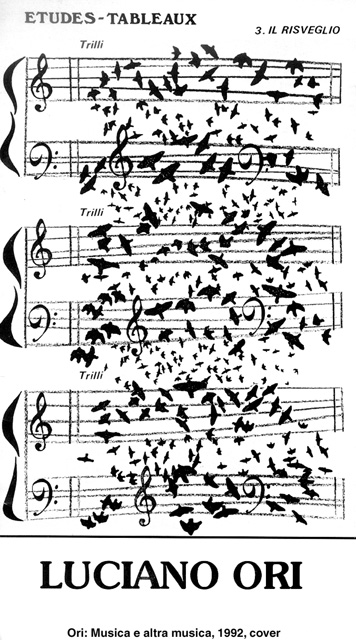 ETUDES-TABLEAUX
3. IL RISVEGLIO
Trilli
Trilli
Trilli
LUCIANO ORI
Ori: Musica e altra musica, 1992, cover